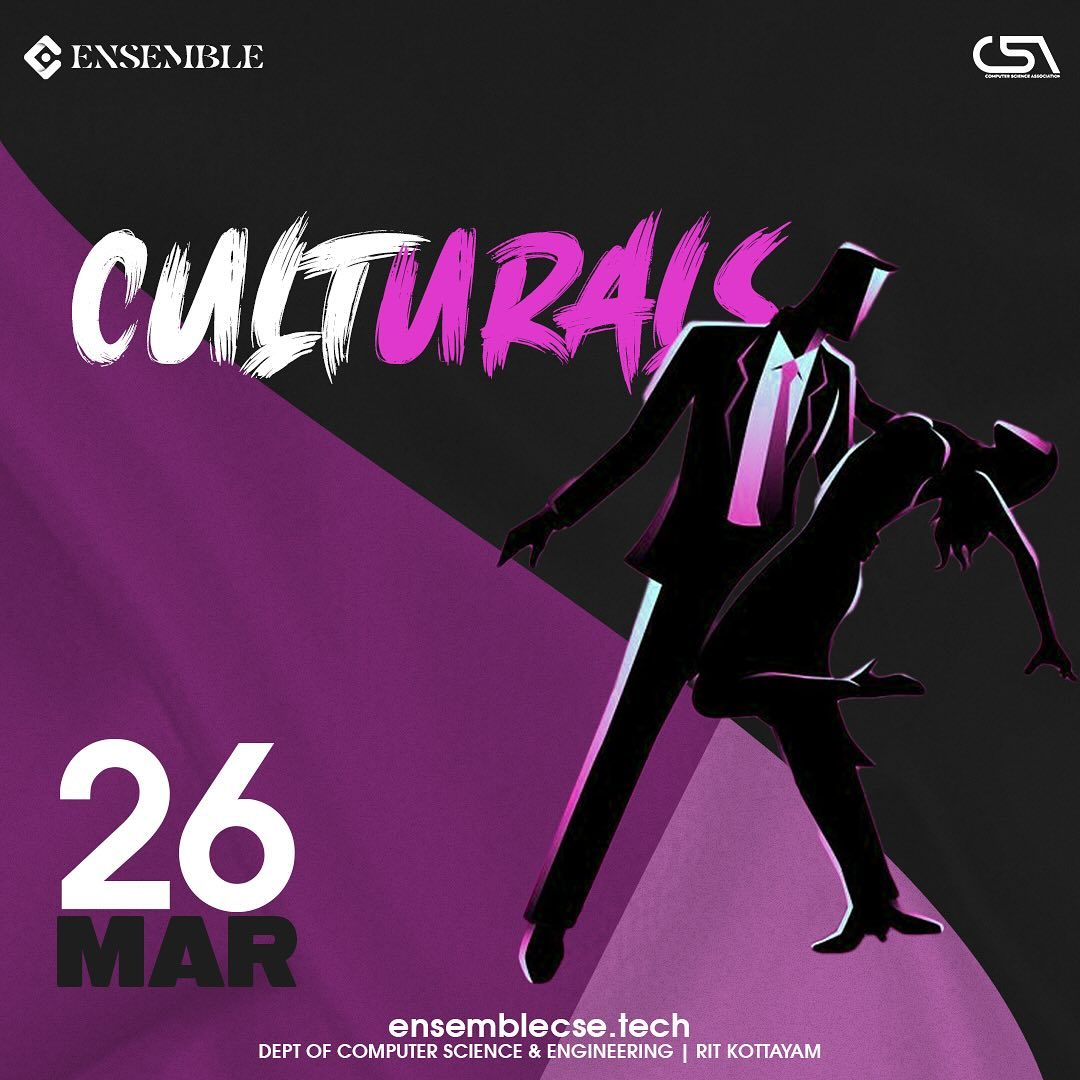 ENSEMBLE
CSA
COMPUTER SCIENCE ASSOCIATION
CULTURALS
26
MAR
ensemblecse.tech
DEPT OF COMPUTER SCIENCE & ENGINEERING | RIT KOTTAYAM